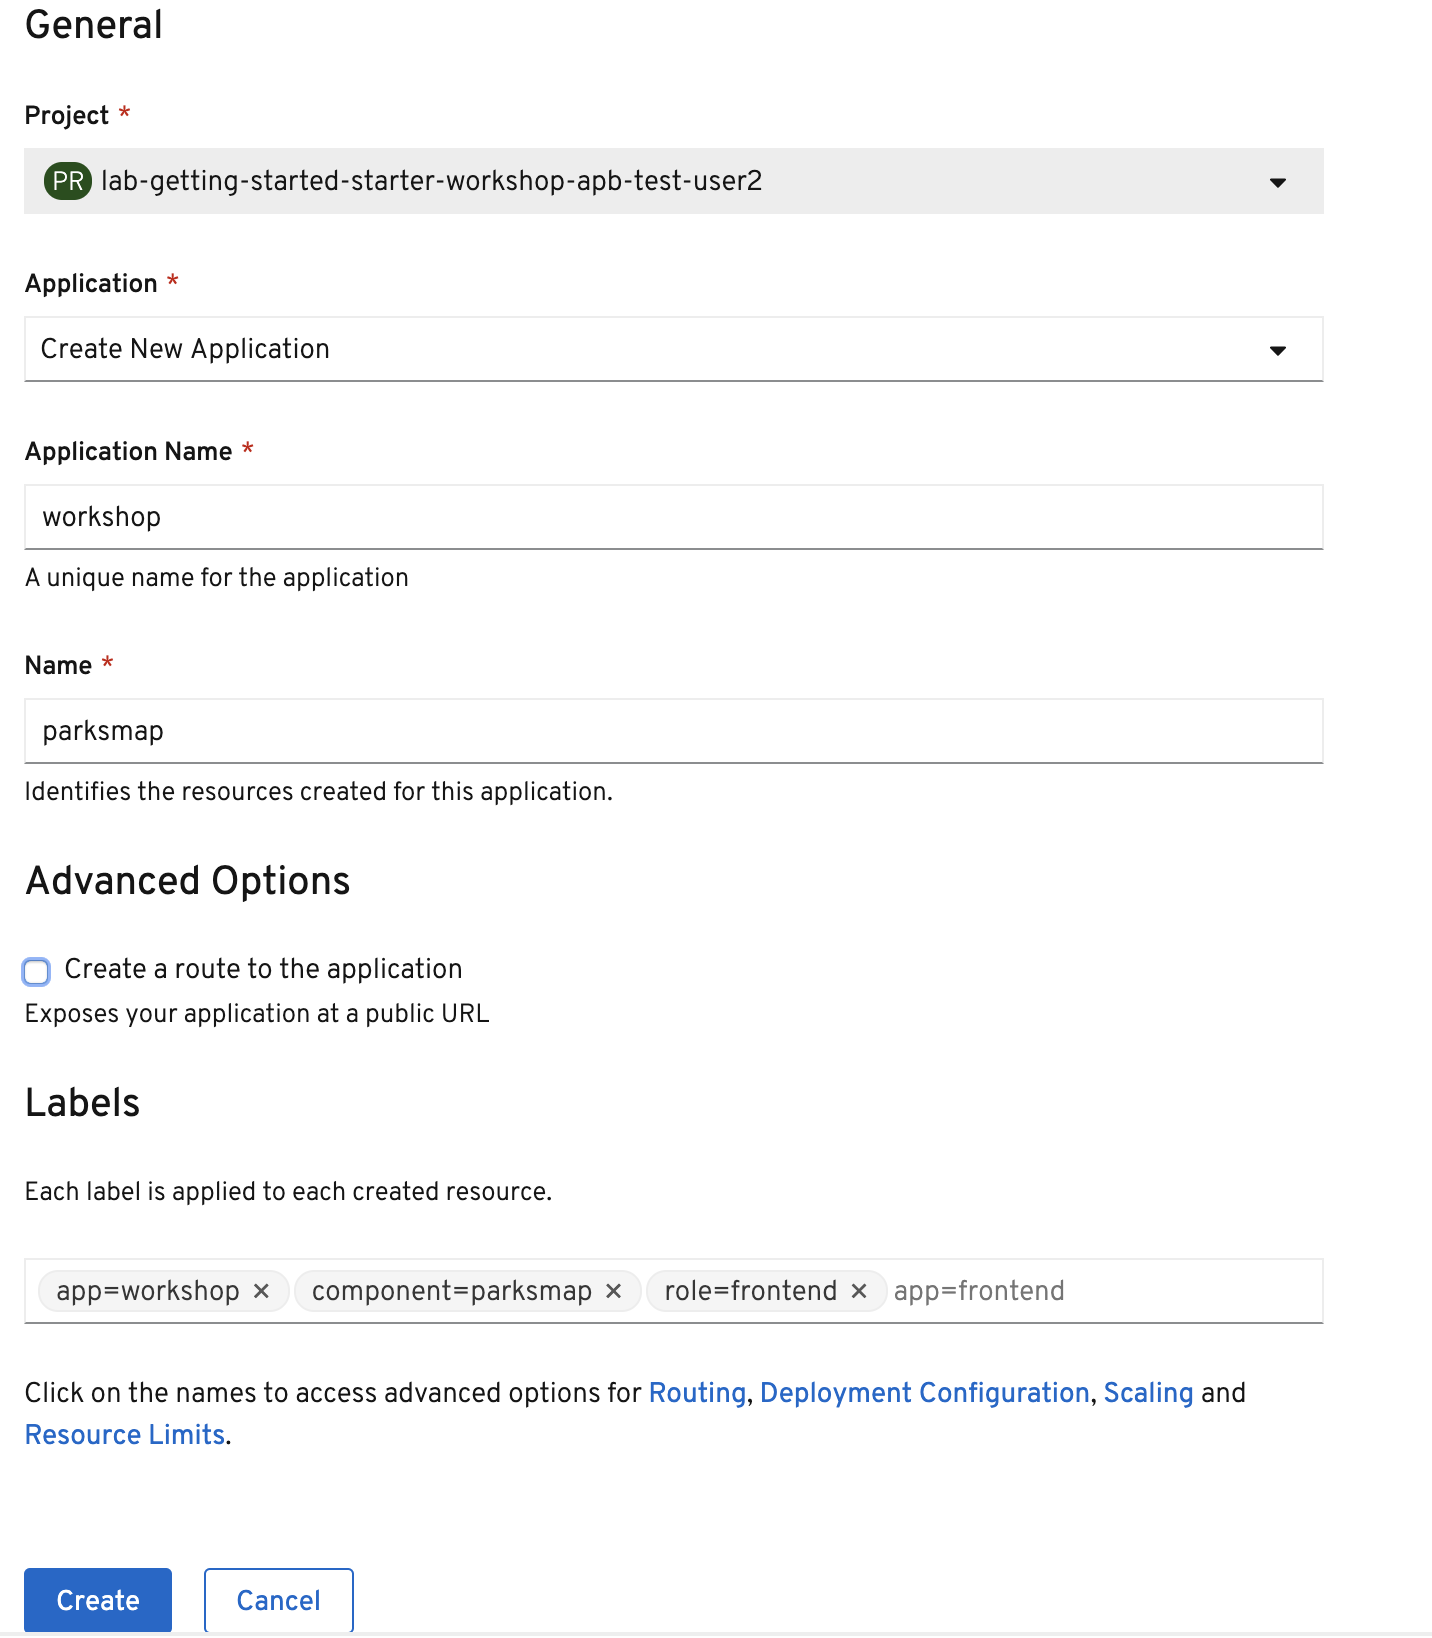 General
Project *
PR lab-getting-started-starter-workshop-apb-test-user2
Application *
Create New Application
Application Name *
workshop
A unique name for the application
Name *
parksmap
Identifies the resources created for this application.
Advanced Options
Create a route to the application
Exposes your application at a public URL
Labels
Each label is applied to each created resource.
app=workshop × component=parksmap × role=frontend × app=frontend
Click on the names to access advanced options for Routing, Deployment Configuration, Scaling and
Resource Limits.
Create Cancel